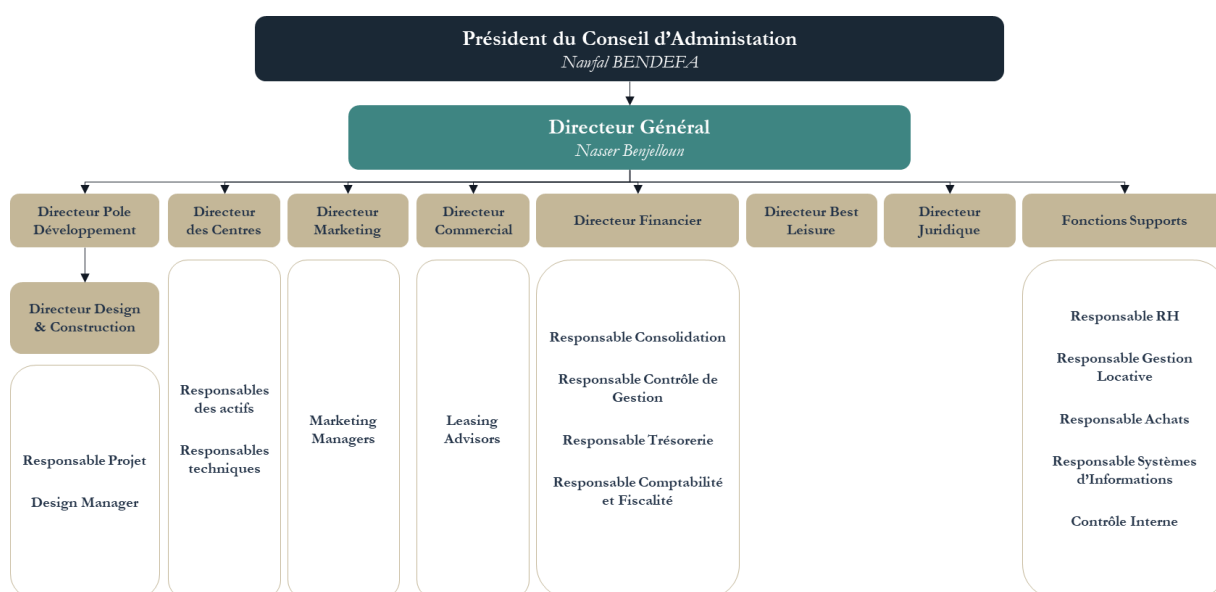 Président du Conseil d’Administation
Nawfal BENDEFA
Directeur Général
Nasser Benjelloun
Directeur Pole
Développement
Directeur
des Centres
Directeur
Marketing
Directeur
Commercial
Directeur Financier
Directeur Best
Leisure
Directeur
Juridique
Fonctions Supports
Directeur Design
& Construction
Responsable Projet
Design Manager
Responsables
des actifs
Responsables
techniques
Marketing
Managers
Leasing
Advisors
Responsable Consolidation
Responsable Contrôle de
Gestion
Responsable Trésorerie
Responsable Comptabilité
et Fiscalité
Responsable RH
Responsable Gestion
Locative
Responsable Achats
Responsable Systèmes
d’Informations
Contrôle Interne